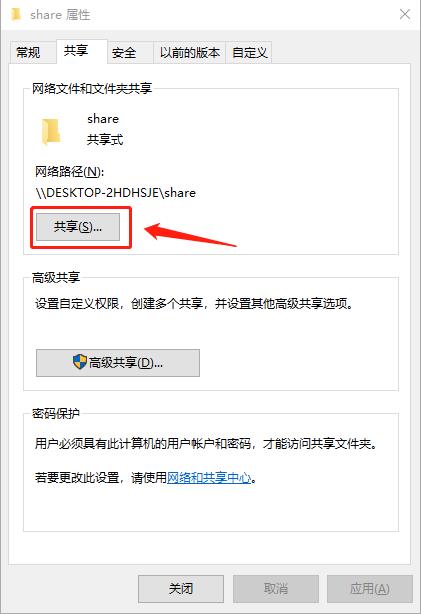 share 属性
常规 共享 安全 以前的版本 自定义
网络文件和文件夹共享
share
共享式
网络路径(N):
\\DESKTOP-2HDHSJE\share
共享(S)...
高级共享
设置自定义权限，创建多个共享，并设置其他高级共享选项。
高级共享(D)...
密码保护
用户必须具有此计算机的用户帐户和密码，才能访问共享文件夹。
若要更改此设置，请使用网络和共享中心。
关闭 取消 应用(A)